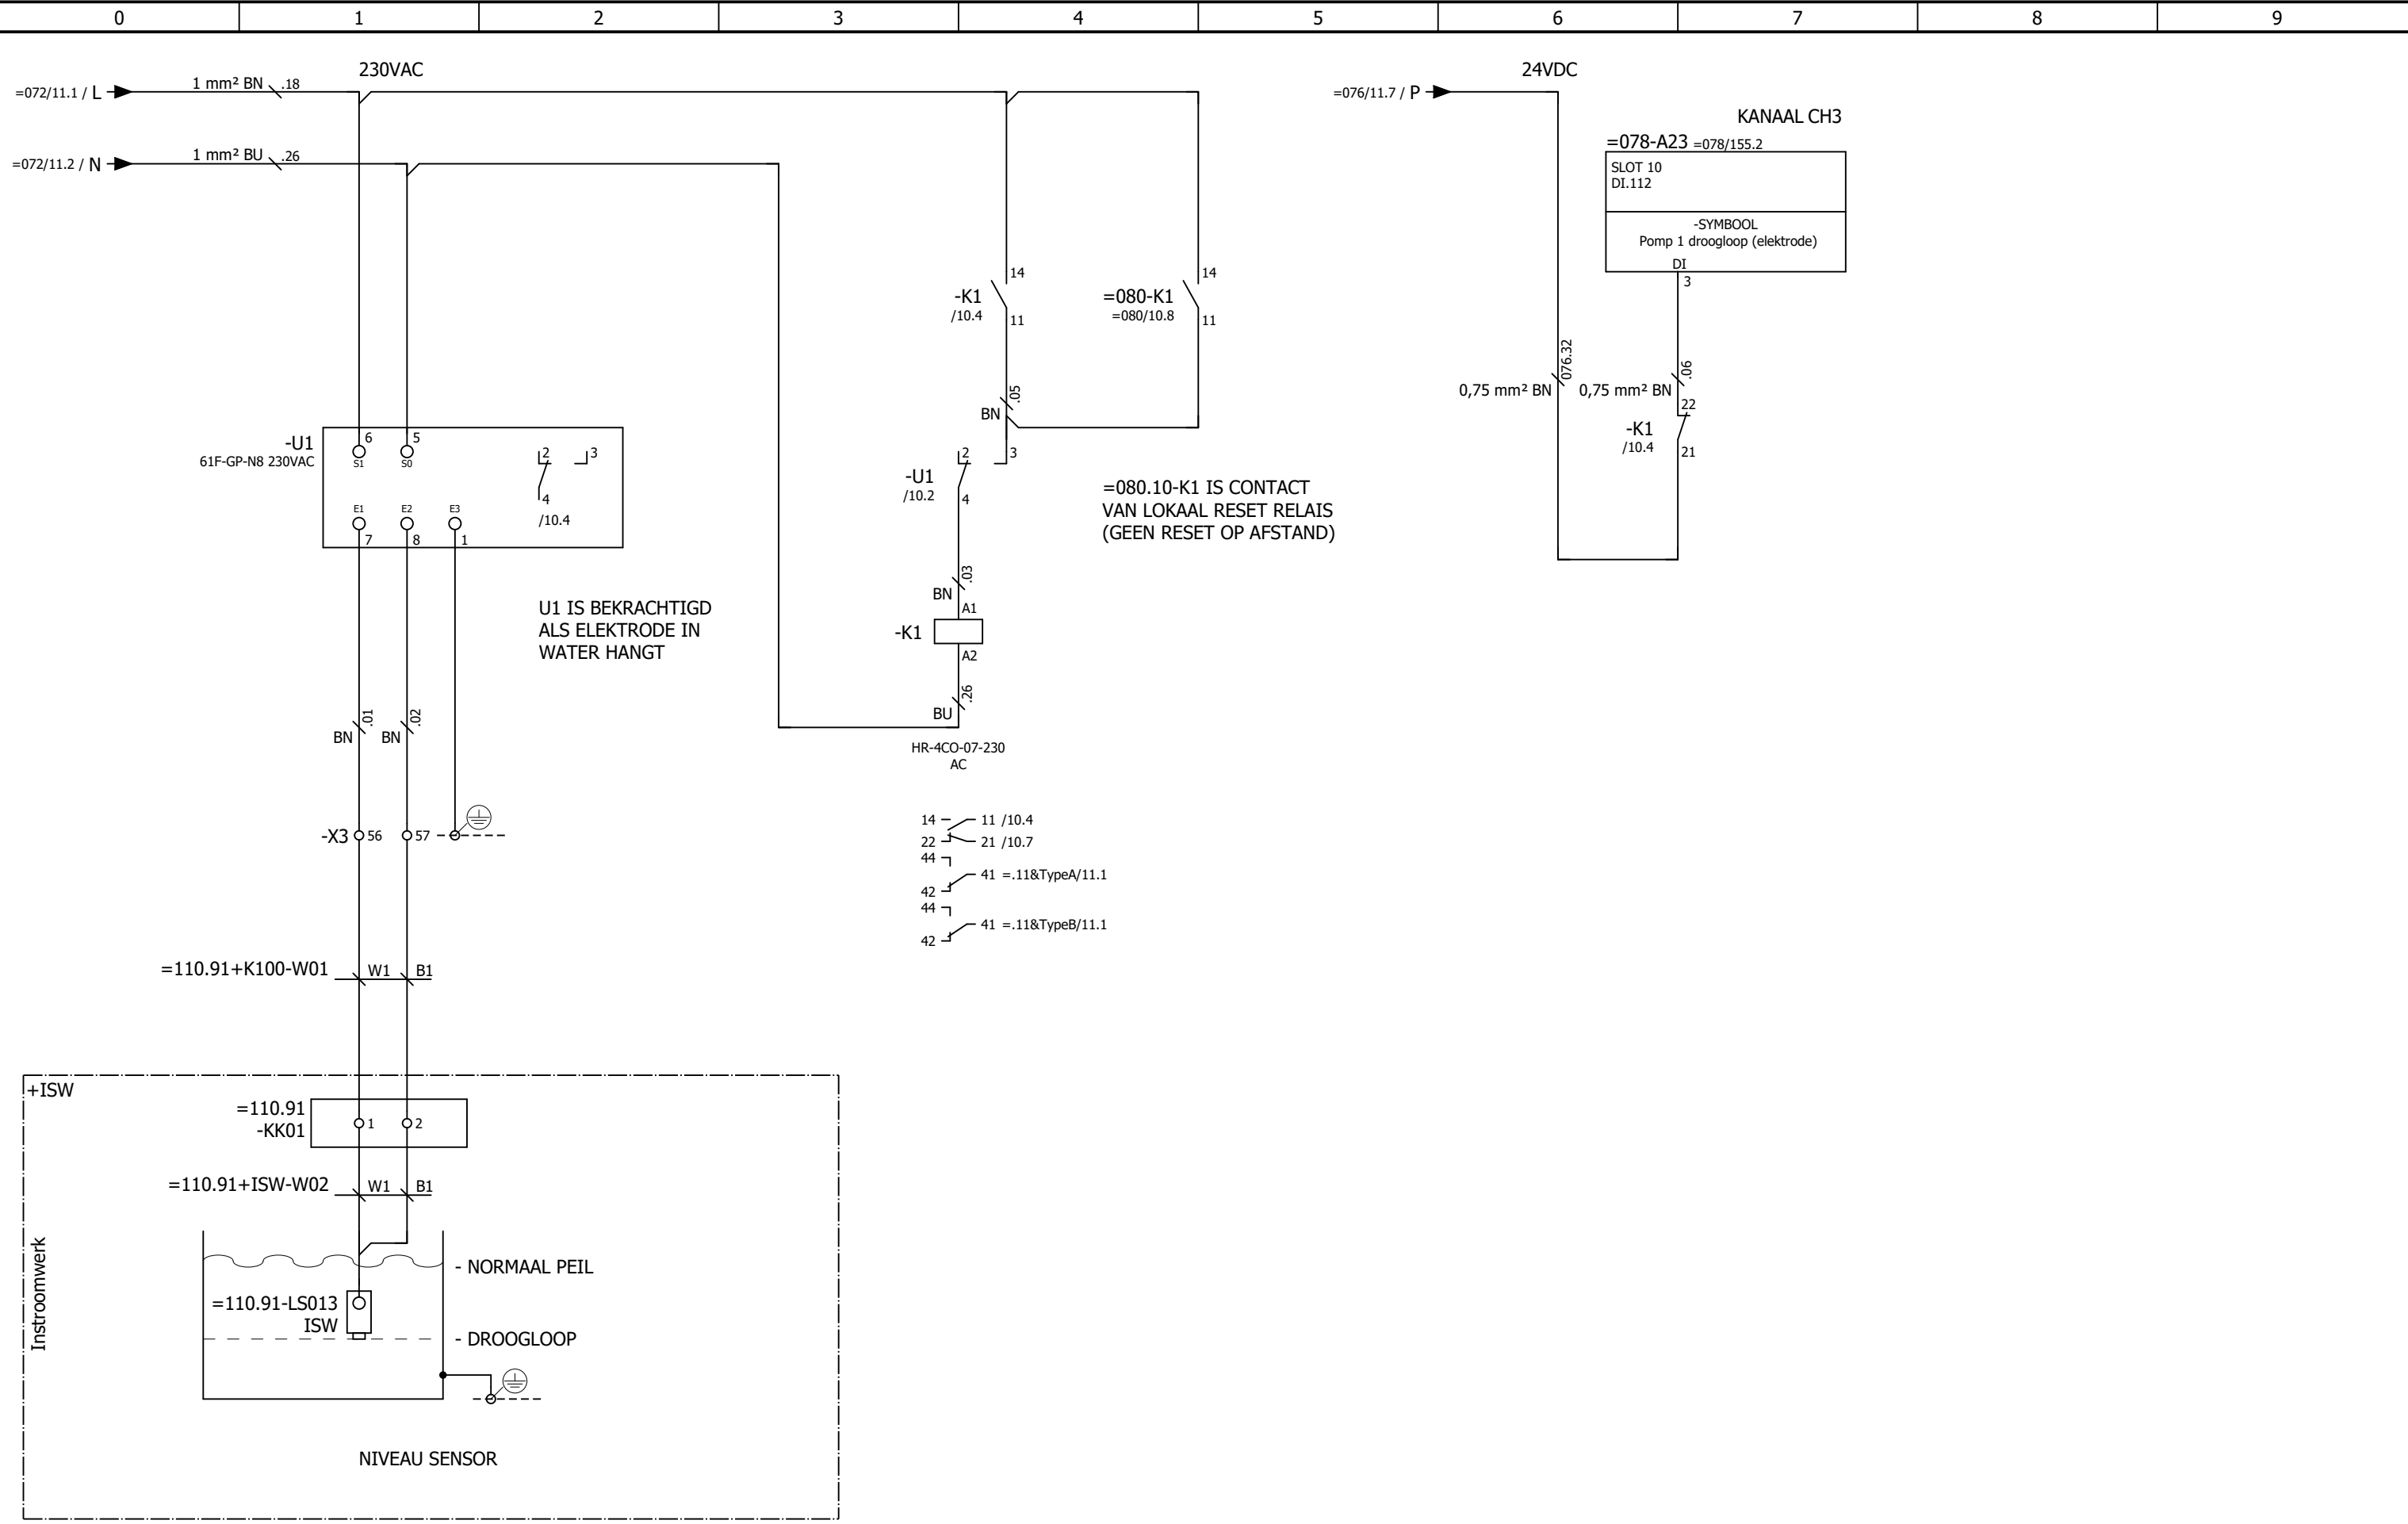 0 1 2 3 4 5 6 7 8 9
230VAC
24VDC
=072/11.1 / L
1 mm² BN
.18
=072/11.2 / N
1 mm² BU
.26
=076/11.7 / P
KANAAL CH3
=078-A23 =078/155.2
SLOT 10
DI.112
-SYMBOOL
Pomp 1 droogloop (elektrode)
DI
3
14
-K1
/10.4
11
14
=080-K1
=080/10.8
11
.05
BN
076.32
0,75 mm² BN
.06
0,75 mm² BN
22
-K1
/10.4
21
-U1
61F-GP-N8 230VAC
6
S1
5
S0
2
3
4
/10.4
E1
E2
E3
7
8
1
2
3
-U1
/10.2
4
=080.10-K1 IS CONTACT
VAN LOKAAL RESET RELAIS
(GEEN RESET OP AFSTAND)
.03
BN
A1
-K1
A2
.26
BU
HR-4CO-07-230
AC
U1 IS BEKRACHTIGD
ALS ELEKTRODE IN
WATER HANGT
.01
BN
.02
BN
-X3
56
57
14 11 /10.4
22 21 /10.7
44
41 =.11&TypeA/11.1
42
44
41 =.11&TypeB/11.1
42
=110.91+K100-W01
W1
B1
+ISW
=110.91
-KK01
1
2
=110.91+ISW-W02
W1
B1
Instroomwerk
- NORMAAL PEIL
=110.91-LS013
ISW
- DROOGLOOP
NIVEAU SENSOR